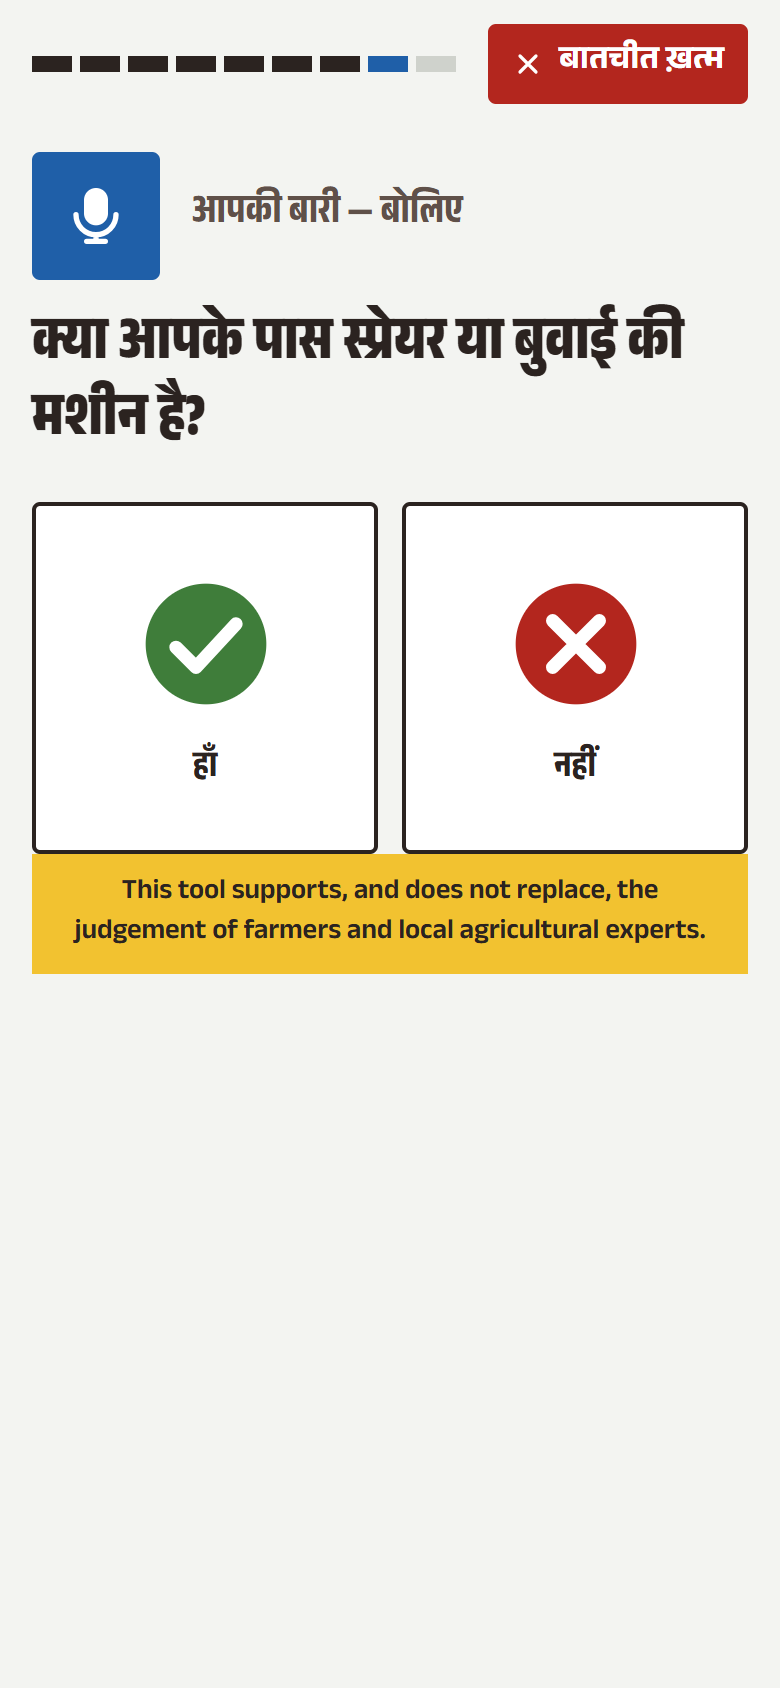 बातचीत ख़त्म
आपकी बारी – बोलिए
क्या आपके पास स्प्रेयर या बुवाई की
मशीन है?
हाँ
नहीं
This tool supports, and does not replace, the
judgement of farmers and local agricultural experts.